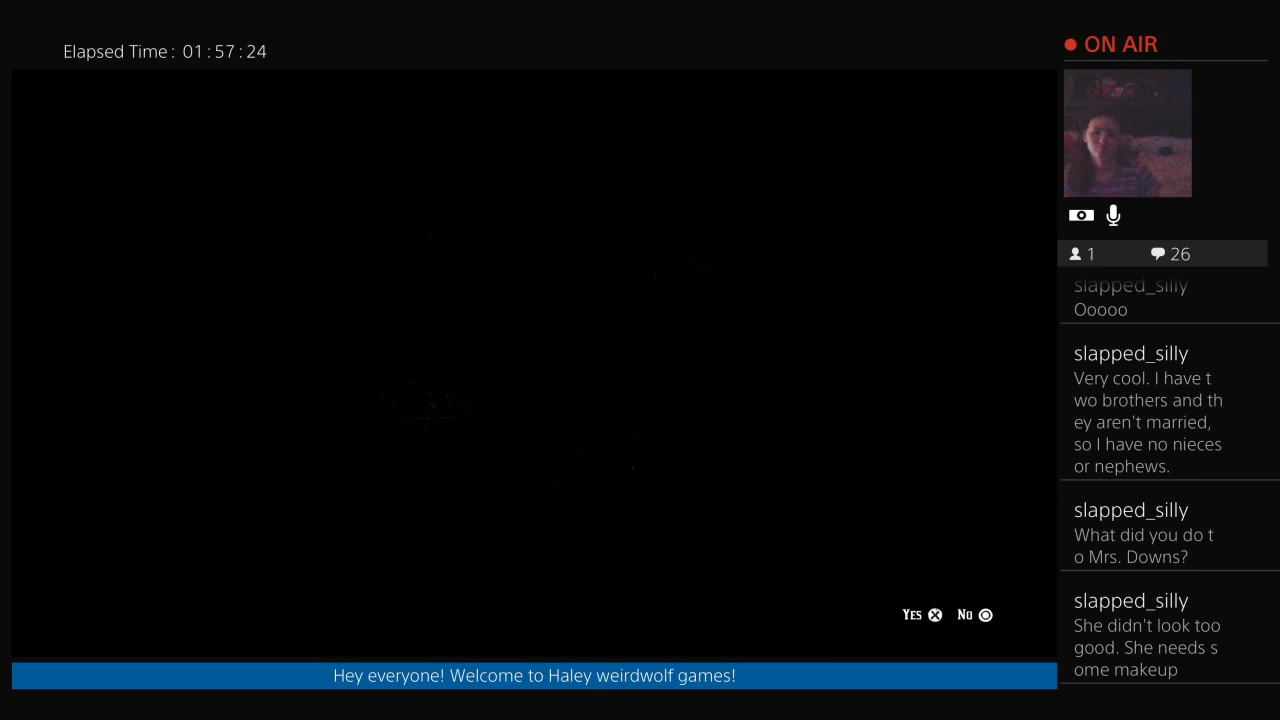 Elapsed Time : 01 : 57 : 24
ON AIR
1 26
slapped_silly
Ooooo
slapped_silly
Very cool. I have t
wo brothers and th
ey aren't married,
so I have no nieces
or nephews.
slapped_silly
What did you do t
o Mrs. Downs?
slapped_silly
She didn't look too
good. She needs s
ome makeup
YES NO
Hey everyone! Welcome to Haley weirdwolf games!